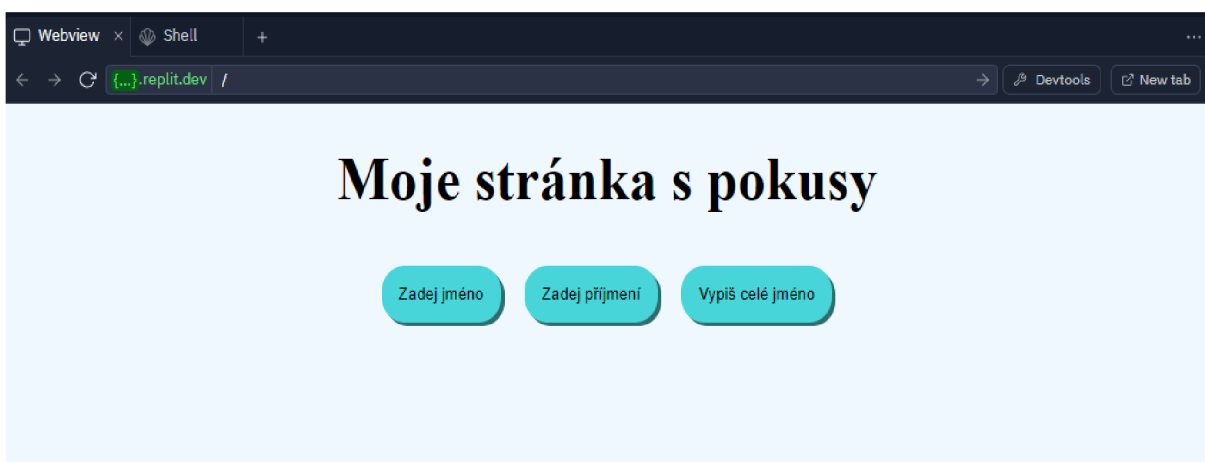 Webview × Shell + ...
{...}.replit.dev / Devtools New tab
Moje stránka s pokusy
Zadej jméno Zadej příjmení Vypiš celé jméno